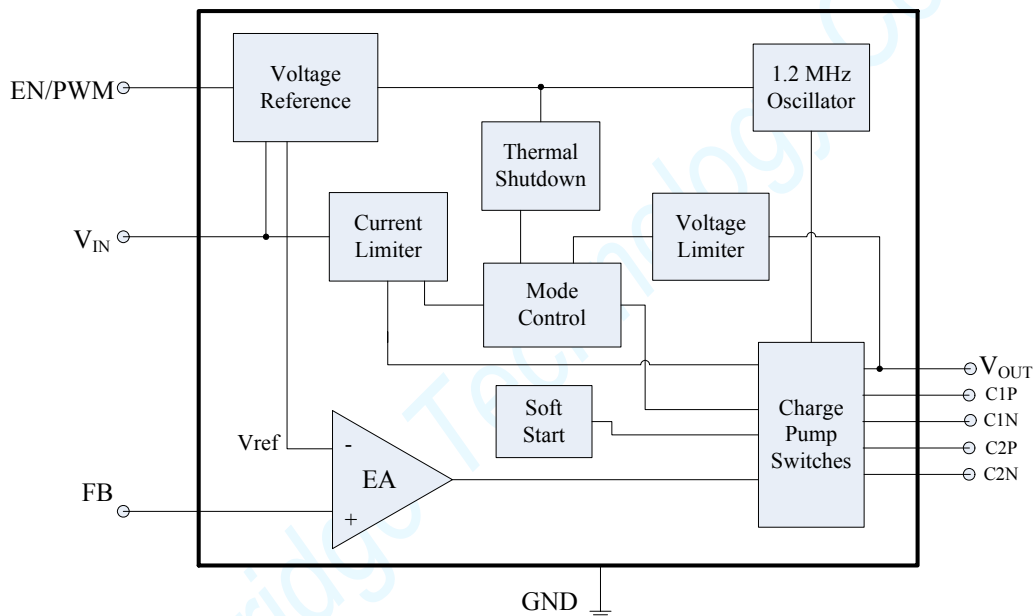 EN/PWM
Voltage
Reference
1.2 MHz
Oscillator
Thermal
Shutdown
VIN
Current
Limiter
Voltage
Limiter
Mode
Control
VOUT
C1P
C1N
C2P
C2N
Soft
Start
Charge
Pump
Switches
Vref
-
EA
+
FB
GND
Technology